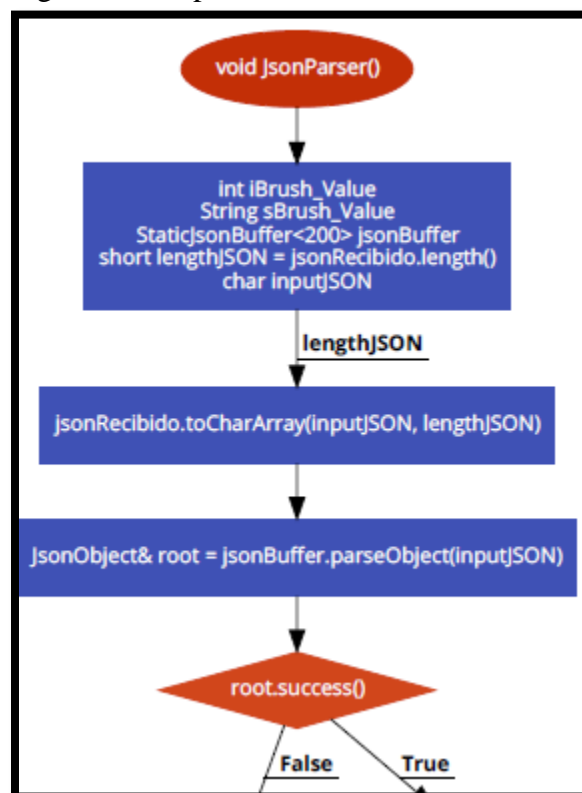 void JsonParser()
int iBrush_Value
String sBrush_Value
StaticJsonBuffer<200> jsonBuffer
short lengthJSON = jsonRecibido.length()
char inputJSON
lengthJSON
jsonRecibido.toCharArray(inputJSON, lengthJSON)
JsonObject& root = jsonBuffer.parseObject(inputJSON)
root.success()
False
True